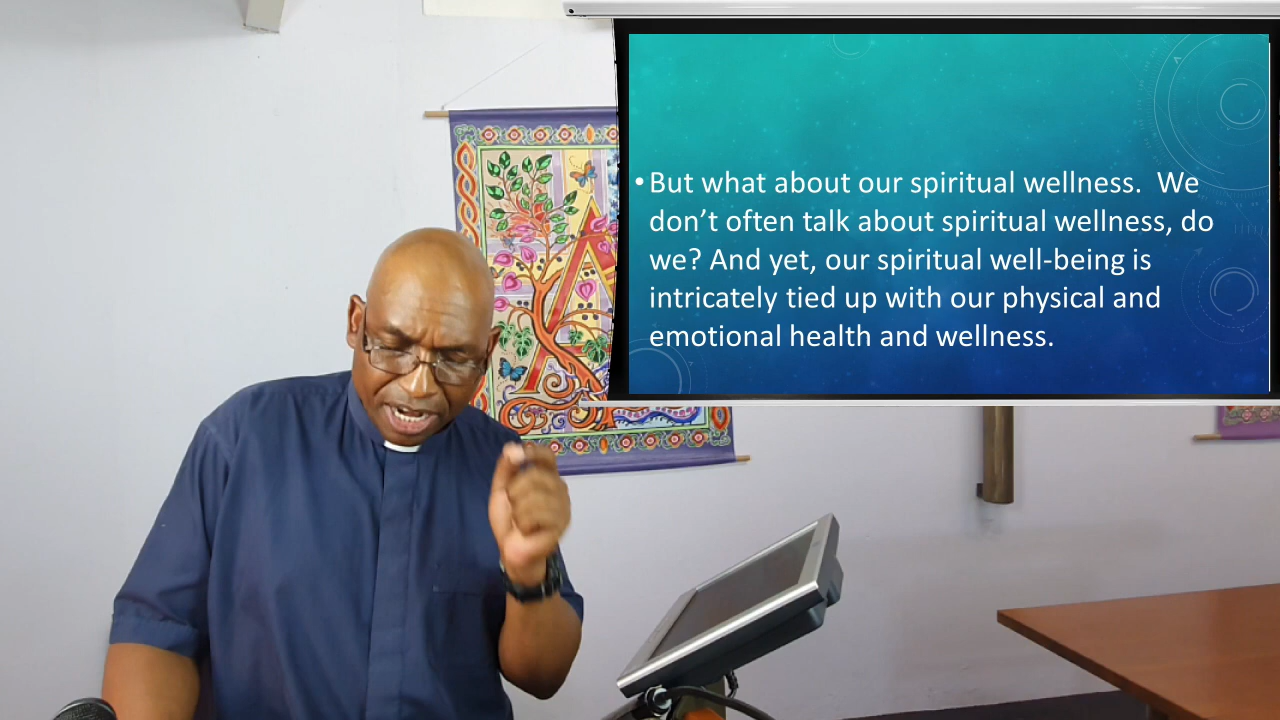 • But what about our spiritual wellness.  We
don’t often talk about spiritual wellness, do
we? And yet, our spiritual well-being is
intricately tied up with our physical and
emotional health and wellness.